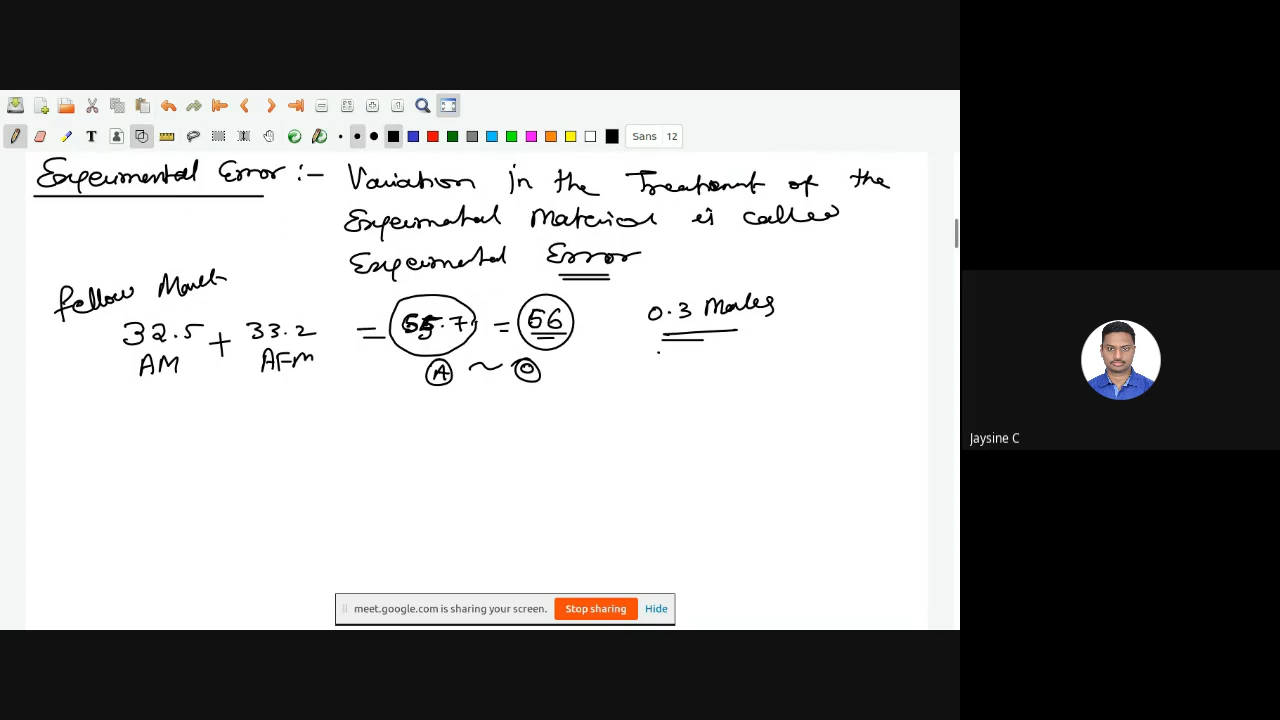 Sans 12
Experimental Error :- Variation in the Treatment of the
Experimental Material is called
Experimental Error
fellow Mark
32.5 + 33.2 = 55.7 = 56 0.3 Marks
AM AFM A ~ O
Jaysine C
meet.google.com is sharing your screen. Stop sharing Hide